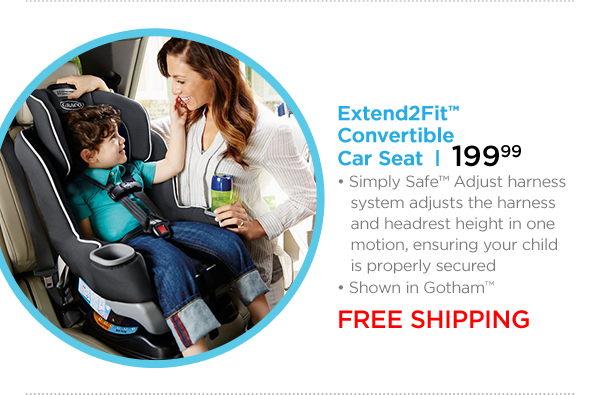 GRACO
Extend2Fit™
Convertible
Car Seat | 199⁹⁹
• Simply Safe™ Adjust harness
system adjusts the harness
and headrest height in one
motion, ensuring your child
is properly secured
• Shown in Gotham™
FREE SHIPPING